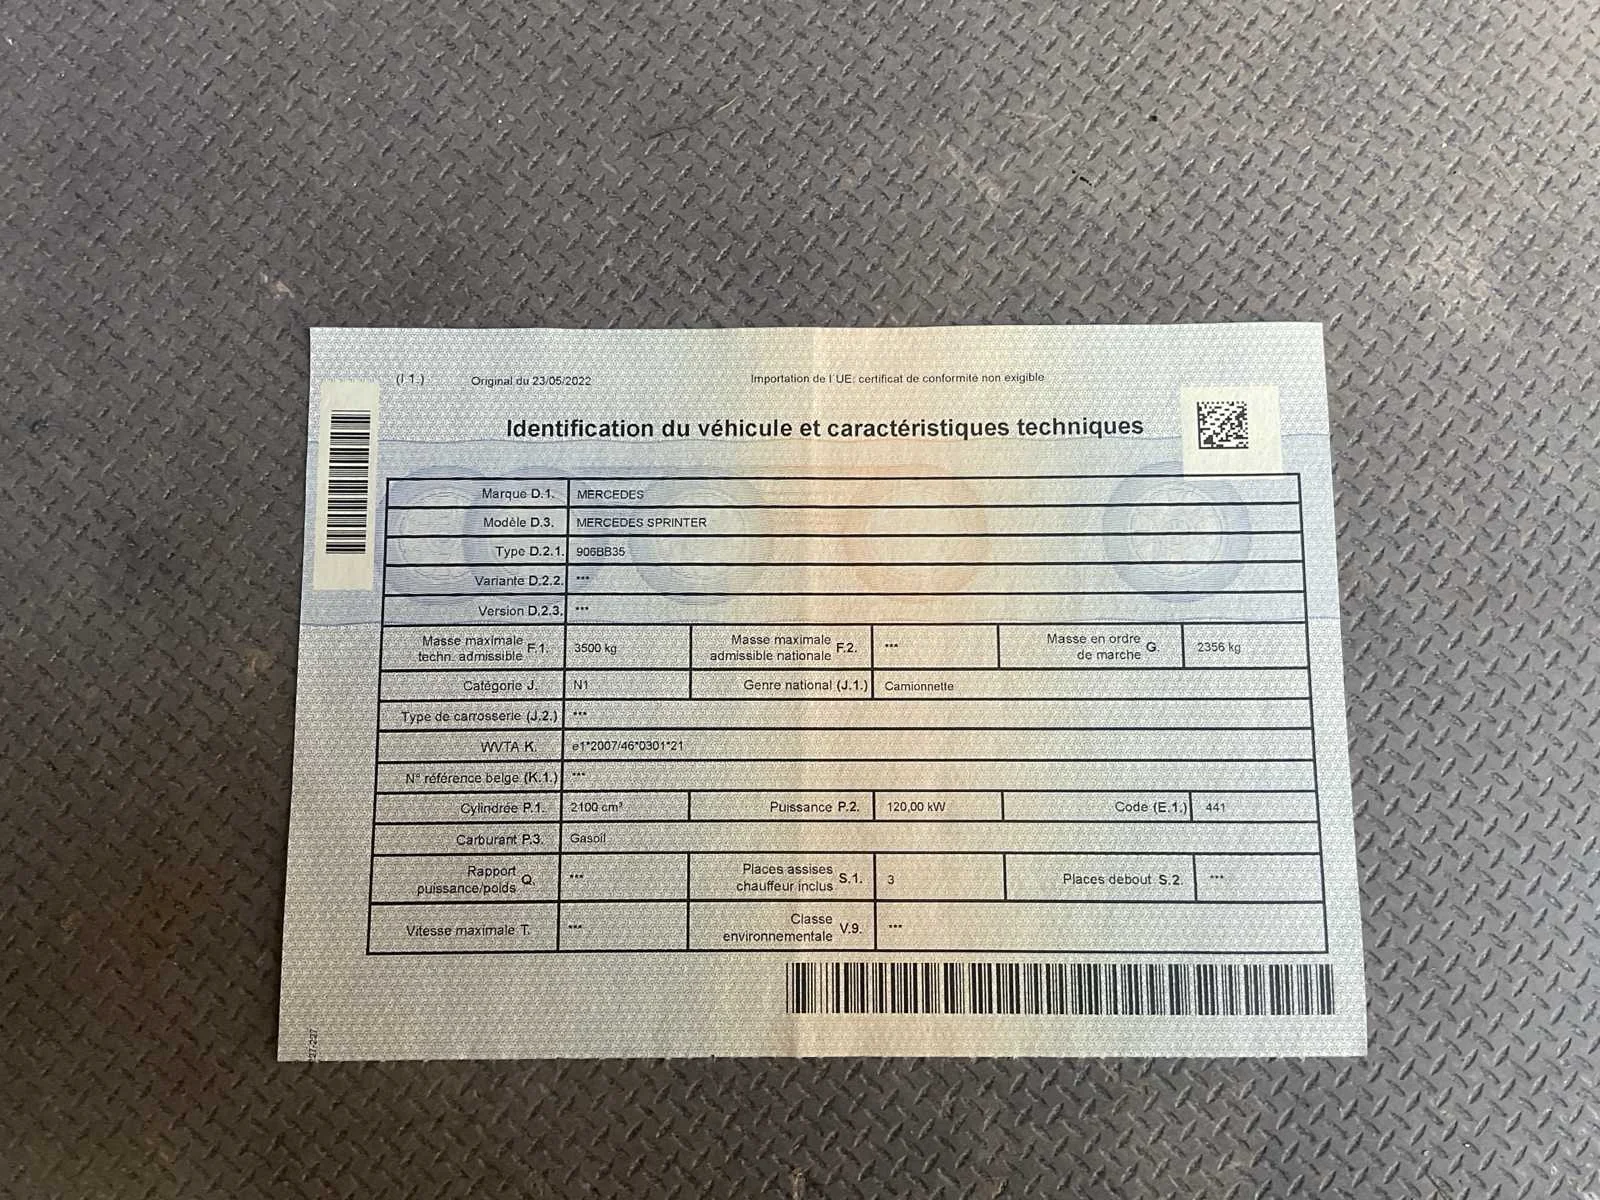 (I 1.) Original du 23/05/2022 Importation de l'UE: certificat de conformité non exigible
Identification du véhicule et caractéristiques techniques
Marque D.1. MERCEDES
Modèle D.3. MERCEDES SPRINTER
Type D.2.1. 906BB35
Variante D.2.2. ***
Version D.2.3. ***
Masse maximale techn. admissible F.1. 3500 kg Masse maximale admissible nationale F.2. *** Masse en ordre de marche G. 2356 kg
Catégorie J. N1 Genre national (J.1.) Camionnette
Type de carrosserie (J.2.) ***
WVTA K. e1*2007/46*0301*21
N° référence belge (K.1.) ***
Cylindrée P.1. 2100 cm³ Puissance P.2. 120,00 kW Code (E.1.) 441
Carburant P.3. Gasoil
Rapport puissance/poids Q. *** Places assises chauffeur inclus S.1. 3 Places debout S.2. ***
Vitesse maximale T. *** Classe environnementale V.9. ***